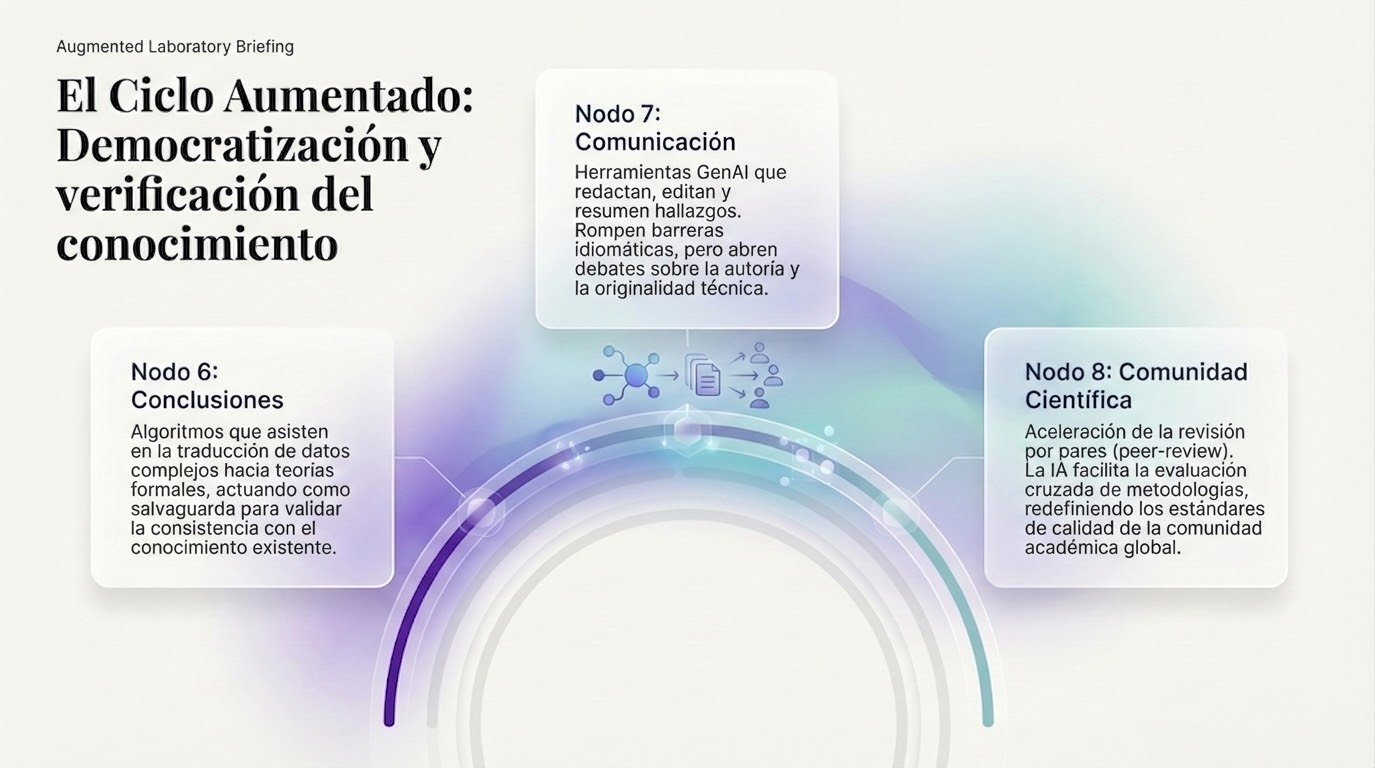 Augmented Laboratory Briefing
El Ciclo Aumentado:
Democratización y
verificación del
conocimiento
Nodo 6:
Conclusiones
Algoritmos que asisten
en la traducción de datos
complejos hacia teorías
formales, actuando como
salvaguarda para validar
la consistencia con el
conocimiento existente.
Nodo 7:
Comunicación
Herramientas GenAI que
redactan, editan y
resumen hallazgos.
Rompen barreras
idiomáticas, pero abren
debates sobre la autoría y
la originalidad técnica.
Nodo 8: Comunidad
Científica
Aceleración de la revisión
por pares (peer-review).
La IA facilita la evaluación
cruzada de metodologías,
redefiniendo los estándares
de calidad de la comunidad
académica global.